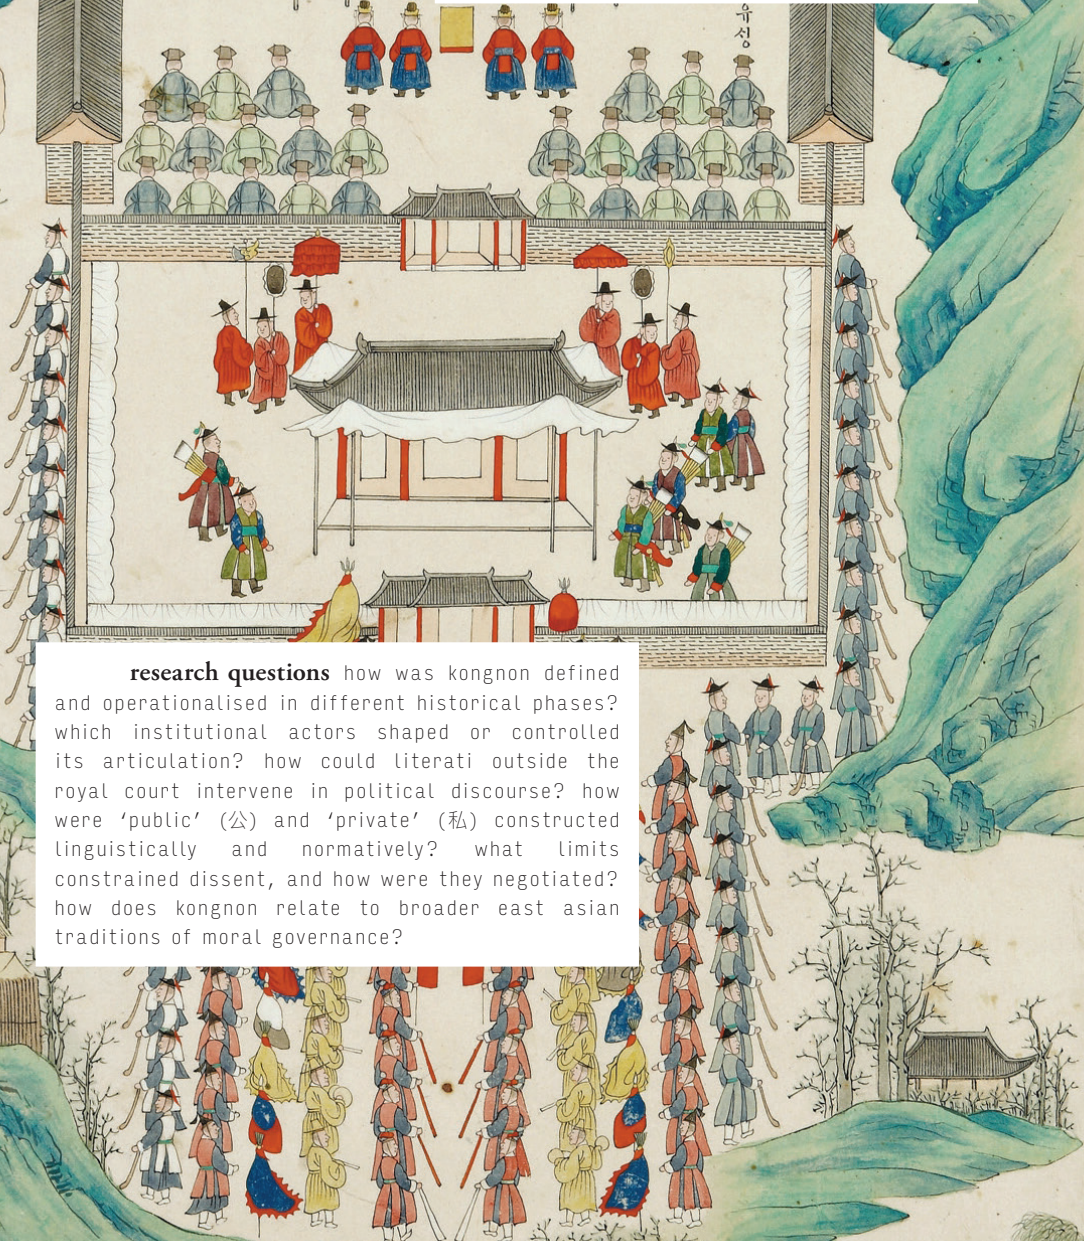 유
성
research questions how was kongnon defined
and operationalised in different historical phases?
which institutional actors shaped or controlled
its articulation? how could literati outside the
royal court intervene in political discourse? how
were ‘public’ (公) and ‘private’ (私) constructed
linguistically and normatively? what limits
constrained dissent, and how were they negotiated?
how does kongnon relate to broader east asian
traditions of moral governance?